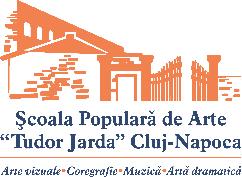 Şcoala Populară de Arte
“Tudor Jarda” Cluj-Napoca
Arte vizuale•Coregrafie•Muzică•Artă dramatică